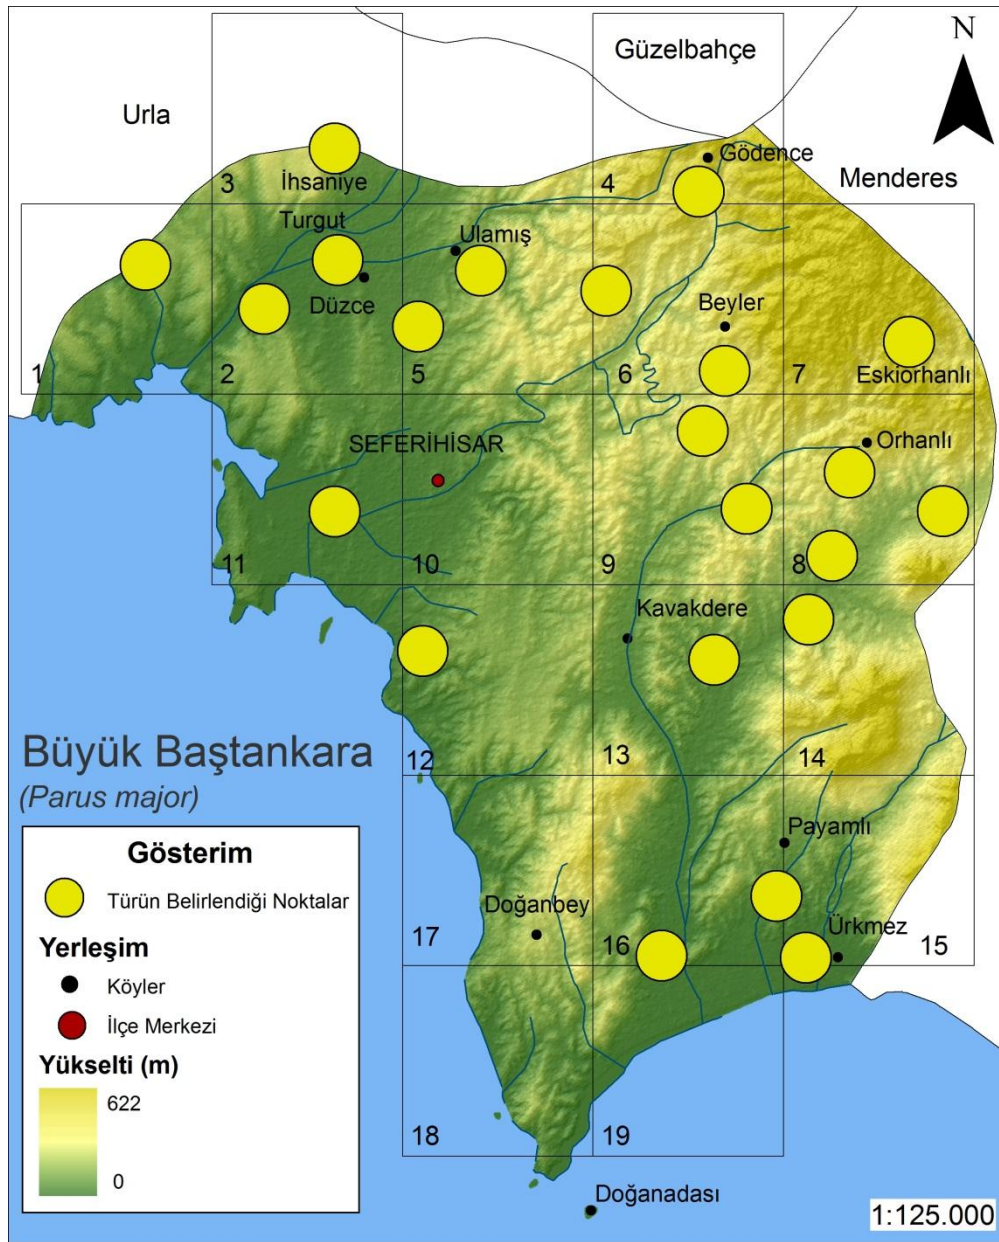 N
Güzelbahçe
Urla
Gödence
Menderes
3
İhsaniye
4
Turgut
Ulamış
Düzce
Beyler
1
2
5
6
7
Eskiorhanlı
SEFERİHİSAR
Orhanlı
11
10
9
8
Kavakdere
Büyük Baştankara
(Parus major)
12
13
14
Payamlı
Gösterim
Türün Belirlendiği Noktalar
Doğanbey
Ürkmez
17
16
15
Yerleşim
Köyler
İlçe Merkezi
Yükselti (m)
622
0
18
19
Doğanadası
1:125.000